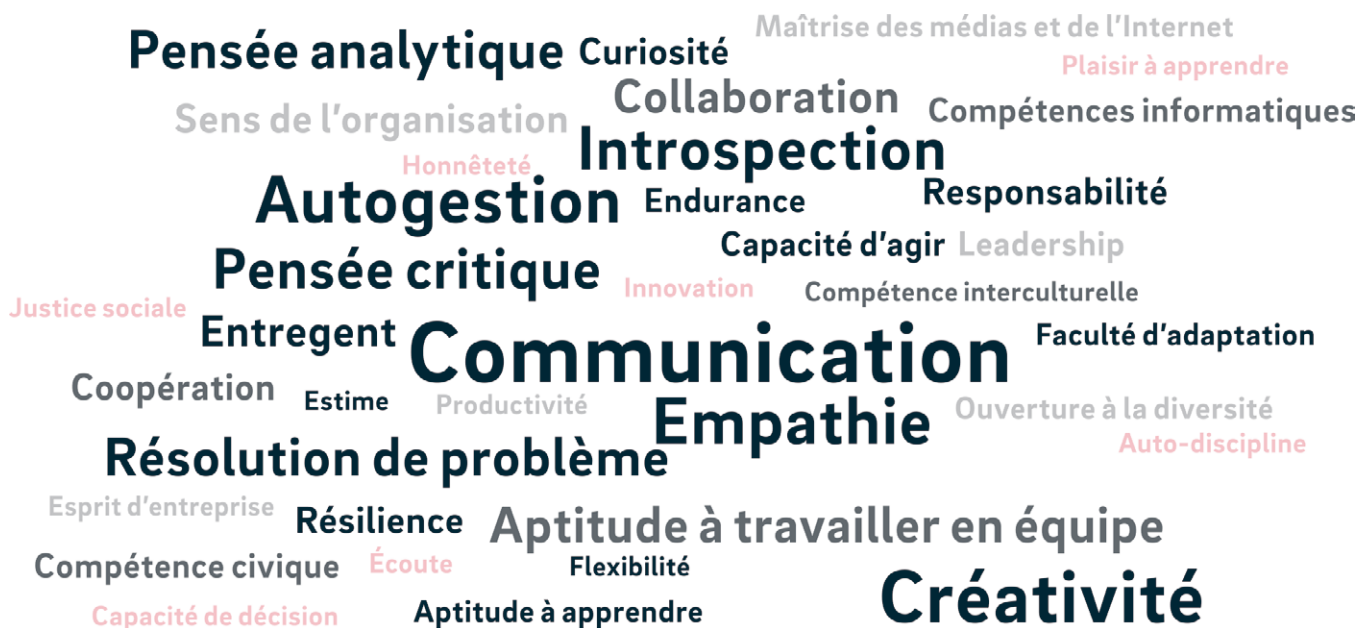 Maîtrise des médias et de l'Internet
Pensée analytique
Curiosité
Plaisir à apprendre
Collaboration
Compétences informatiques
Sens de l'organisation
Introspection
Honnêteté
Responsabilité
Autogestion
Endurance
Capacité d'agir
Leadership
Pensée critique
Innovation
Compétence interculturelle
Justice sociale
Entregent
Communication
Faculté d'adaptation
Coopération
Estime
Productivité
Empathie
Ouverture à la diversité
Auto-discipline
Résolution de problème
Esprit d'entreprise
Résilience
Aptitude à travailler en équipe
Compétence civique
Écoute
Flexibilité
Créativité
Capacité de décision
Aptitude à apprendre